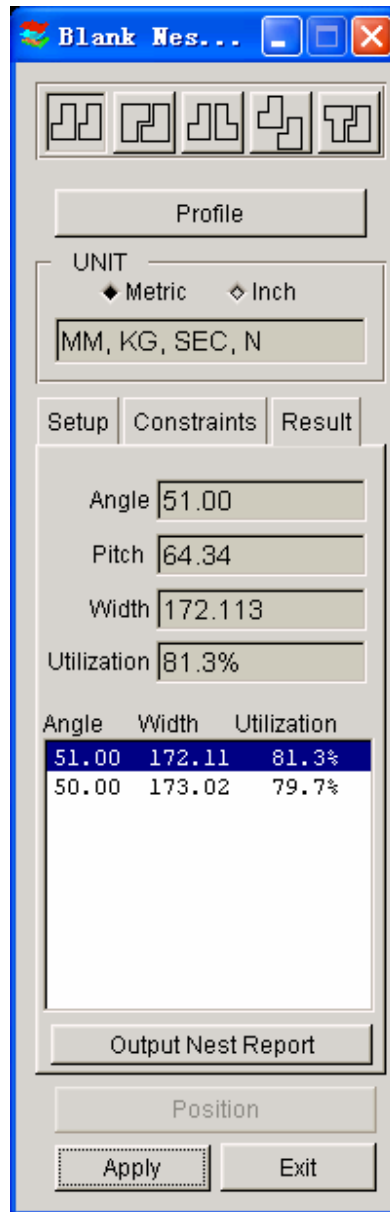 Blank Nes...
Profile
UNIT
Metric Inch
MM, KG, SEC, N
Setup Constraints Result
Angle 51.00
Pitch 64.34
Width 172.113
Utilization 81.3%
Angle Width Utilization
51.00 172.11 81.3%
50.00 173.02 79.7%
Output Nest Report
Position
Apply Exit